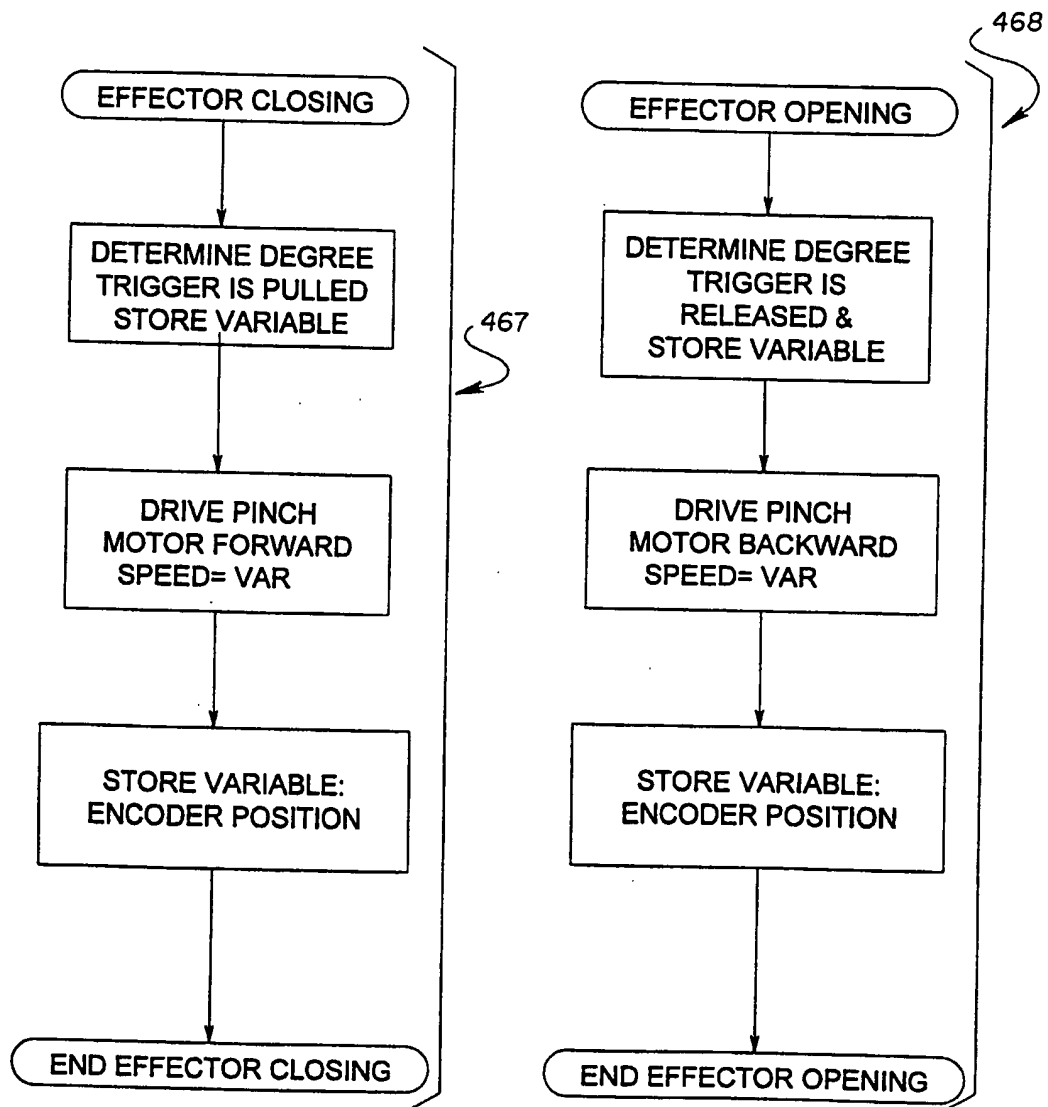 468
EFFECTOR CLOSING
DETERMINE DEGREE
TRIGGER IS PULLED
STORE VARIABLE
467
DRIVE PINCH
MOTOR FORWARD
SPEED= VAR
STORE VARIABLE:
ENCODER POSITION
END EFFECTOR CLOSING
EFFECTOR OPENING
DETERMINE DEGREE
TRIGGER IS
RELEASED &
STORE VARIABLE
DRIVE PINCH
MOTOR BACKWARD
SPEED= VAR
STORE VARIABLE:
ENCODER POSITION
END EFFECTOR OPENING